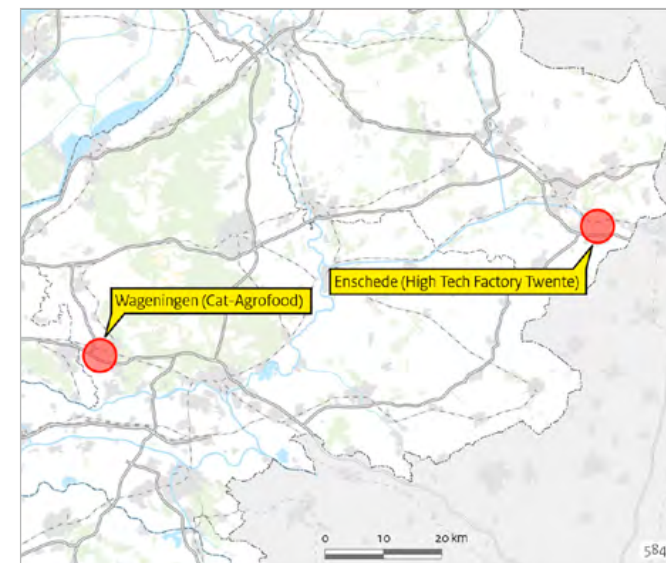 Enschede (High Tech Factory Twente)
Wageningen (Cat-Agrofood)
0 10 20 km
584